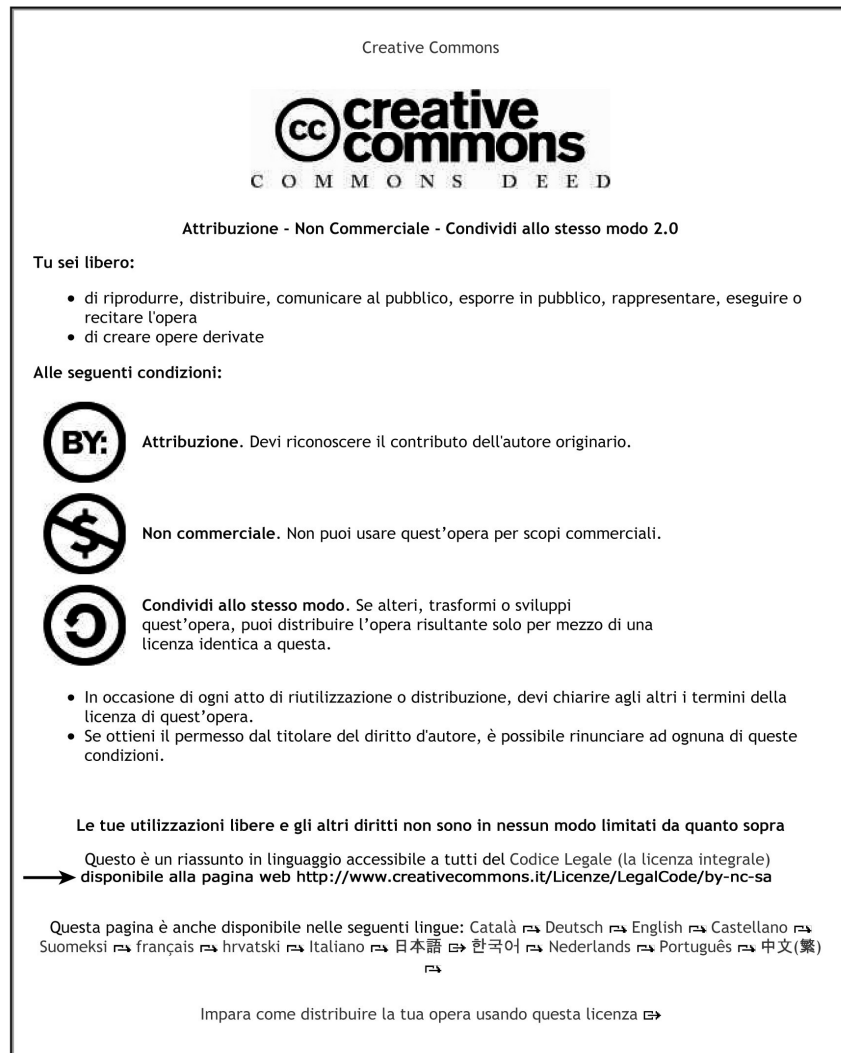 Creative Commons
cc creative
commons
COMMONS DEED
Attribuzione - Non Commerciale - Condividi allo stesso modo 2.0
Tu sei libero:
• di riprodurre, distribuire, comunicare al pubblico, esporre in pubblico, rappresentare, eseguire o
recitare l'opera
• di creare opere derivate
Alle seguenti condizioni:
BY:
Attribuzione. Devi riconoscere il contributo dell'autore originario.
$
Non commerciale. Non puoi usare quest’opera per scopi commerciali.
Condividi allo stesso modo. Se alteri, trasformi o sviluppi
quest’opera, puoi distribuire l’opera risultante solo per mezzo di una
licenza identica a questa.
• In occasione di ogni atto di riutilizzazione o distribuzione, devi chiarire agli altri i termini della
licenza di quest’opera.
• Se ottieni il permesso dal titolare del diritto d'autore, è possibile rinunciare ad ognuna di queste
condizioni.
Le tue utilizzazioni libere e gli altri diritti non sono in nessun modo limitati da quanto sopra
Questo è un riassunto in linguaggio accessibile a tutti del Codice Legale (la licenza integrale)
disponibile alla pagina web http://www.creativecommons.it/Licenze/LegalCode/by-nc-sa
Questa pagina è anche disponibile nelle seguenti lingue: Català Deutsch English Castellano
Suomeksi français hrvatski Italiano 日本語 한국어 Nederlands Português 中文(繁)
Impara come distribuire la tua opera usando questa licenza